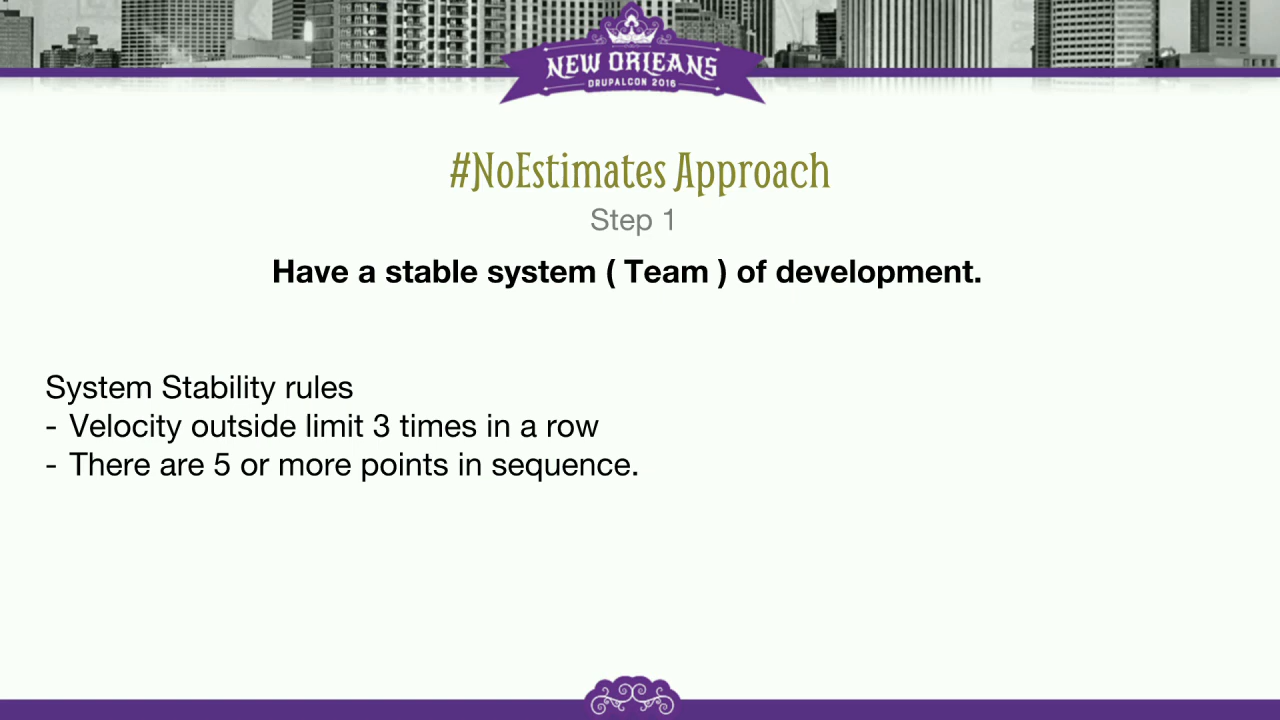 NEW ORLEANS
DRUPALCON 2016
#NoEstimates Approach
Step 1
Have a stable system ( Team ) of development.
System Stability rules
- Velocity outside limit 3 times in a row
- There are 5 or more points in sequence.